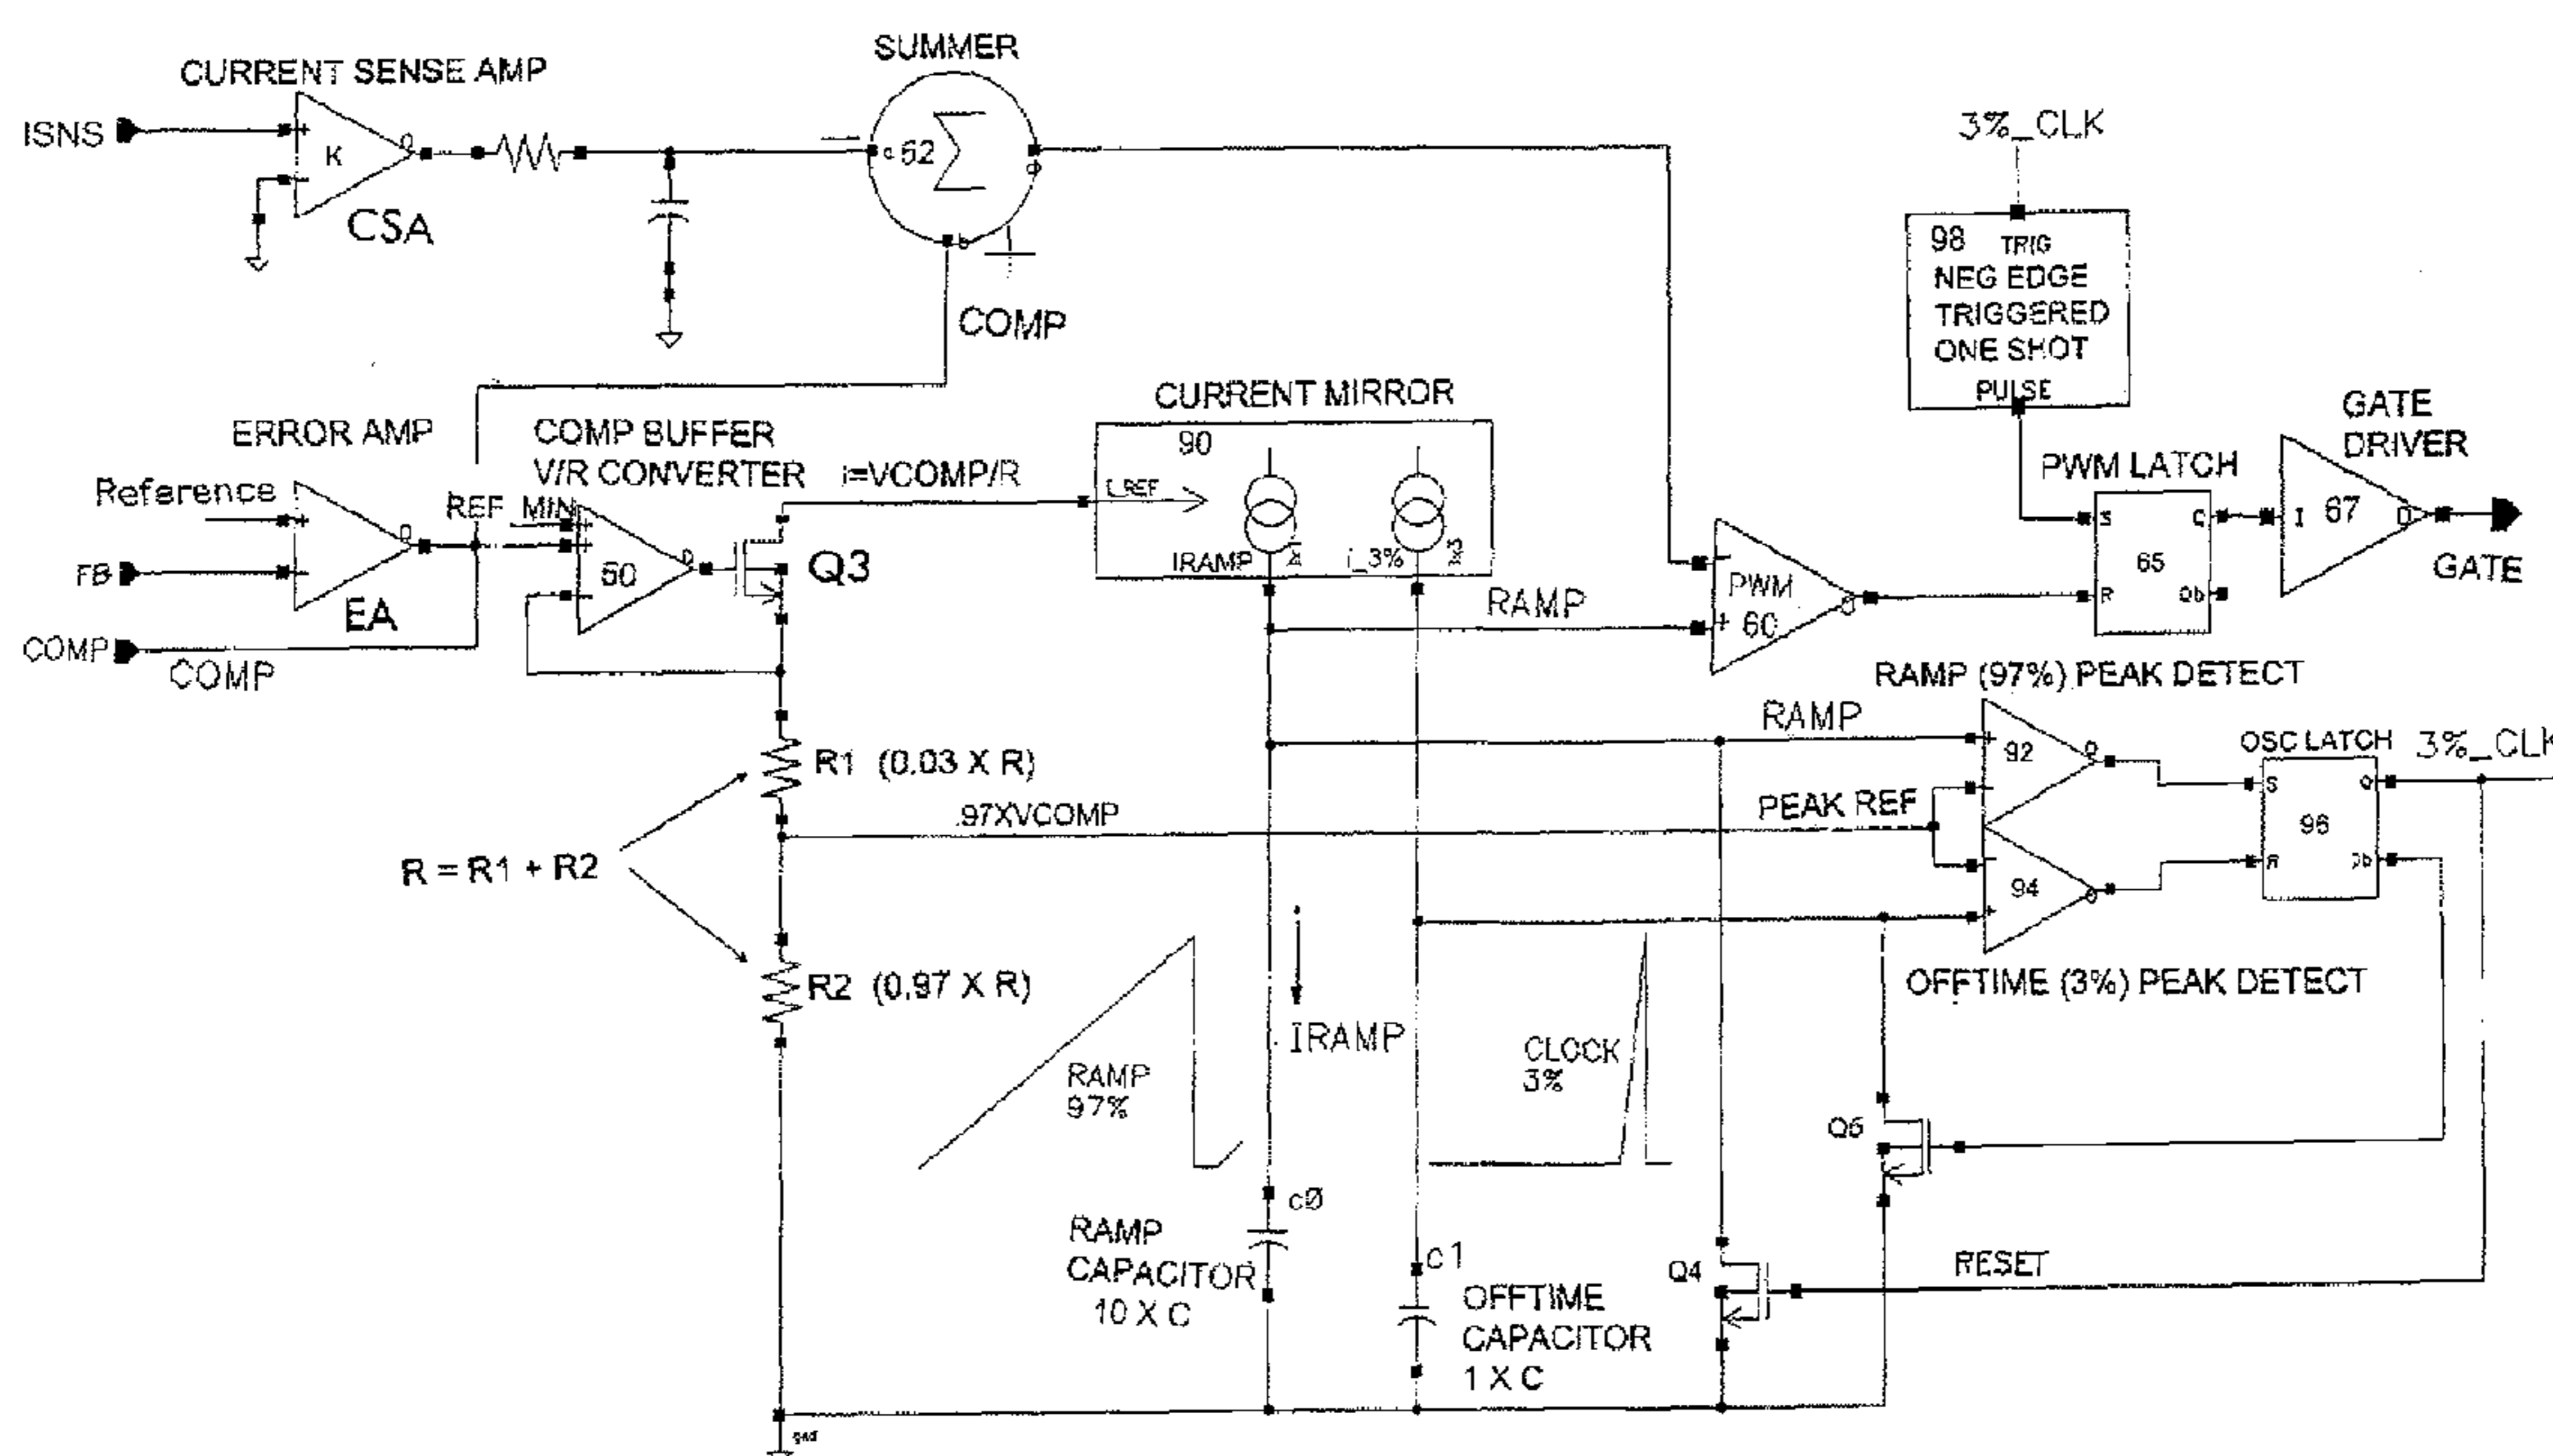 SUMMER
CURRENT SENSE AMP
ISNS
K
CSA
62
COMP
3%_CLK
98 TRIG
NEG EDGE
TRIGGERED
ONE SHOT
PULSE
ERROR AMP
Reference
FB
EA
COMP
COMP
COMP BUFFER
V/R CONVERTER
REF_MIN
i=VCOMP/R
Q3
CURRENT MIRROR
90
I_REF
IRAMP
i_3%
RAMP
PWM
60
PWM LATCH
S
Q
65
R
Qb
GATE
DRIVER
I 67 O
GATE
RAMP (97%) PEAK DETECT
RAMP
92
PEAK REF
94
OFFTIME (3%) PEAK DETECT
OSC LATCH
3%_CLK
S
Q
96
R
R1 (0.03 X R)
.97XVCOMP
R = R1 + R2
R2 (0.97 X R)
RAMP
97%
IRAMP
CLOCK
3%
cØ
RAMP
CAPACITOR
10 X C
c1
OFFTIME
CAPACITOR
1 X C
Q4
RESET
gnd